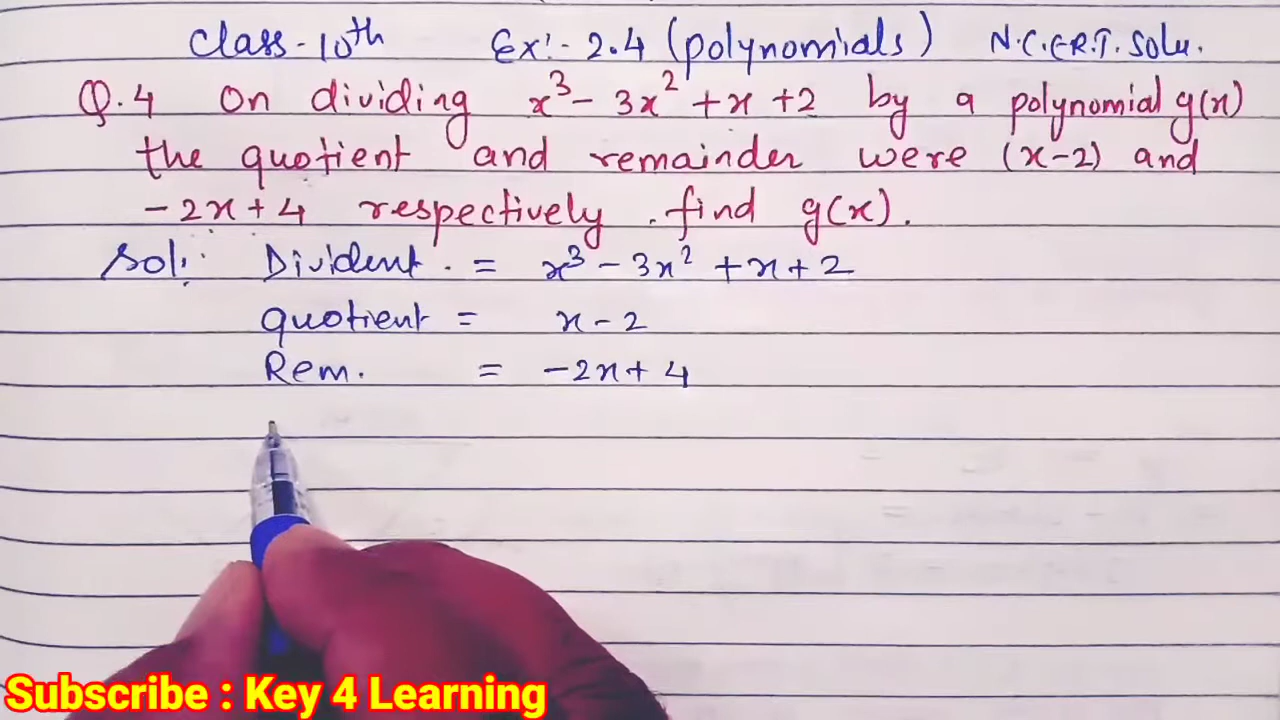 Class - 10th Ex:- 2.4 (polynomials) N.C.E.R.T. Solu.
Q.4 On dividing x³ - 3x² + x + 2 by a polynomial g(x)
the quotient and remainder were (x-2) and
-2x + 4 respectively . find g(x).
Sol:- Divident . = x³ - 3x² + x + 2
quotient = x - 2
Rem. = -2x + 4
Subscribe : Key 4 Learning